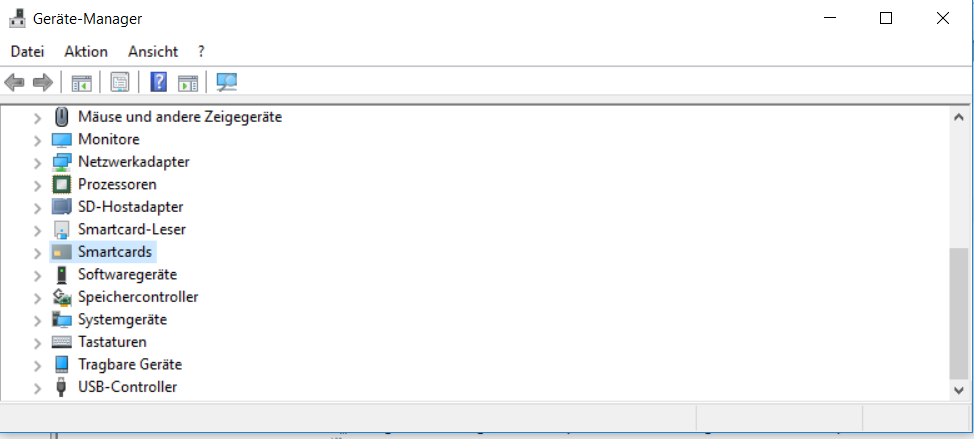 Geräte-Manager
Datei Aktion Ansicht ?
Mäuse und andere Zeigegeräte
Monitore
Netzwerkadapter
Prozessoren
SD-Hostadapter
Smartcard-Leser
Smartcards
Softwaregeräte
Speichercontroller
Systemgeräte
Tastaturen
Tragbare Geräte
USB-Controller